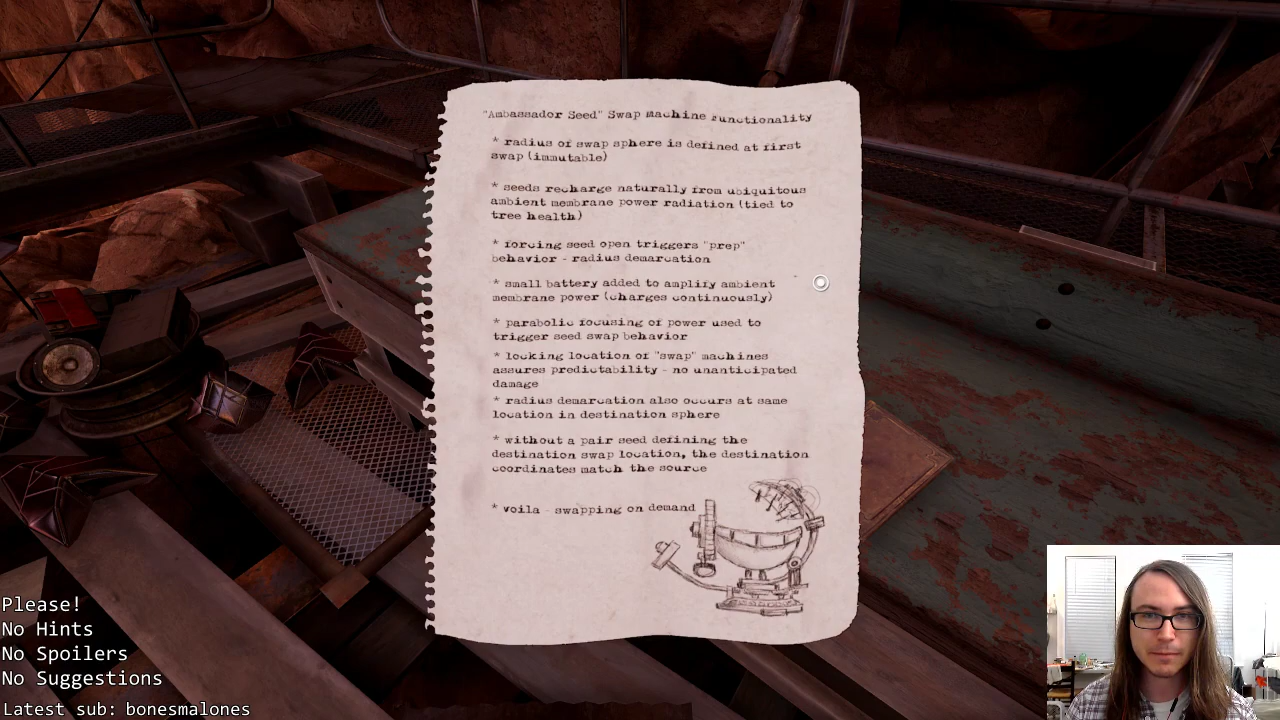 "Ambassador Seed" Swap machine functionality
* radius of swap sphere is defined at first
swap (immutable)
* seeds recharge naturally from ubiquitous
ambient membrane power radiation (tied to
tree health)
* forcing seed open triggers "prep"
behavior - radius demarcation
* small battery added to amplify ambient
membrane power (charges continuously)
* parabolic focusing of power used to
trigger seed swap behavior
* locking location of "swap" machines
assures predictability - no unanticipated
damage
* radius demarcation also occurs at same
location in destination sphere
* without a pair seed defining the
destination swap location, the destination
coordinates match the source
* voila - swapping on demand
Please!
No Hints
No Spoilers
No Suggestions
Latest sub: bonesmalones